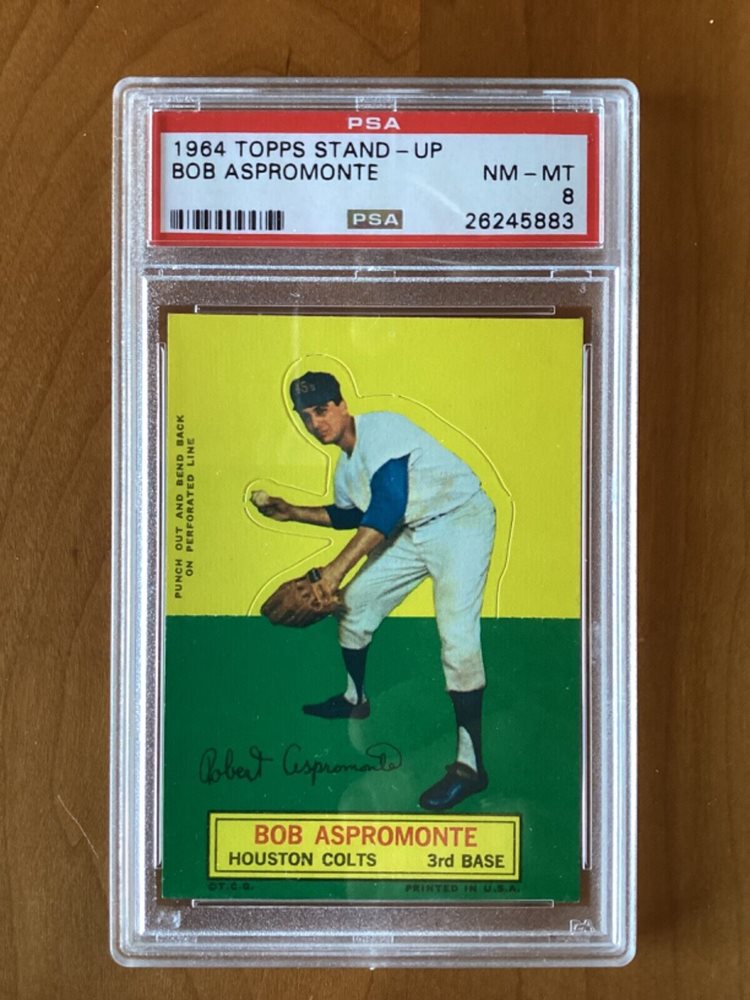 PSA
1964 TOPPS STAND-UP
BOB ASPROMONTE NM-MT
8
PSA 26245883
.45s
PUNCH OUT AND BEND BACK
ON PERFORATED LINE
Robert Aspromonte
BOB ASPROMONTE
HOUSTON COLTS 3rd BASE
©T.C.G. PRINTED IN U.S.A.